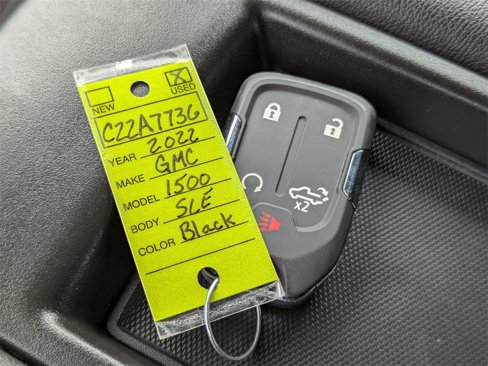 NEW
X
USED
C22A7736
YEAR 2022
MAKE GMC
MODEL 1500
BODY SLE
COLOR Black
x2